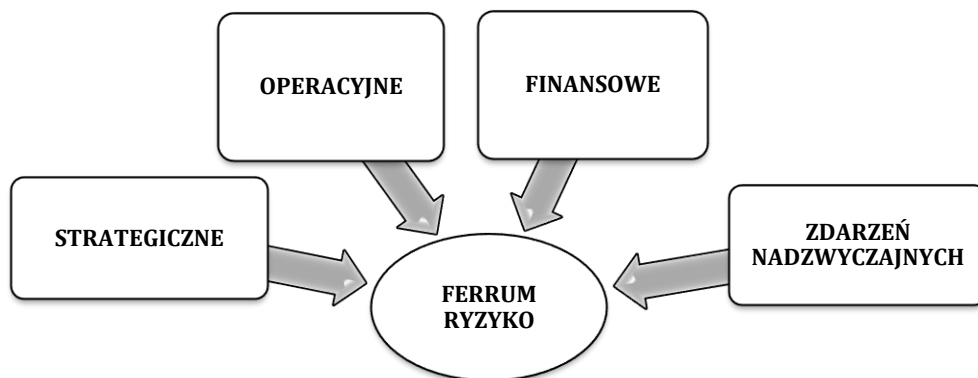 OPERACYJNE
FINANSOWE
STRATEGICZNE
ZDARZEŃ
NADZWYCZAJNYCH
FERRUM
RYZYKO